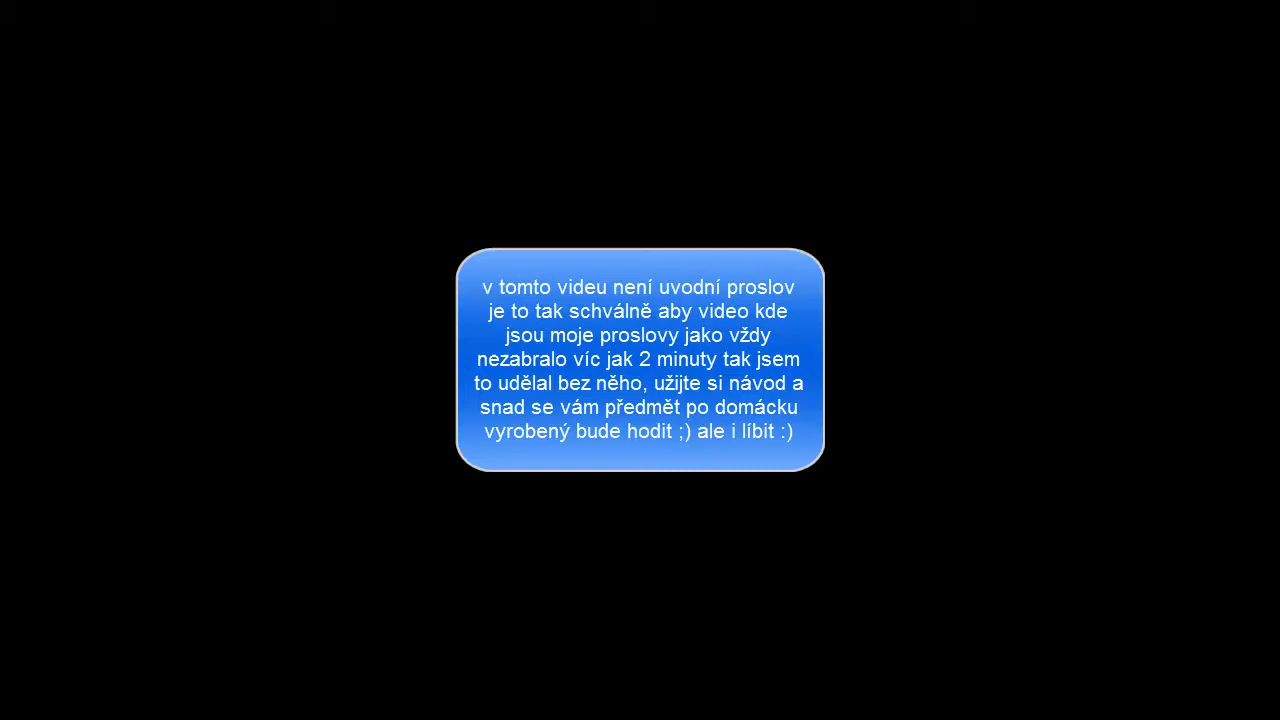 v tomto videu není uvodní proslov
je to tak schválně aby video kde
jsou moje proslovy jako vždy
nezabralo víc jak 2 minuty tak jsem
to udělal bez něho, užijte si návod a
snad se vám předmět po domácku
vyrobený bude hodit ;) ale i líbit :)